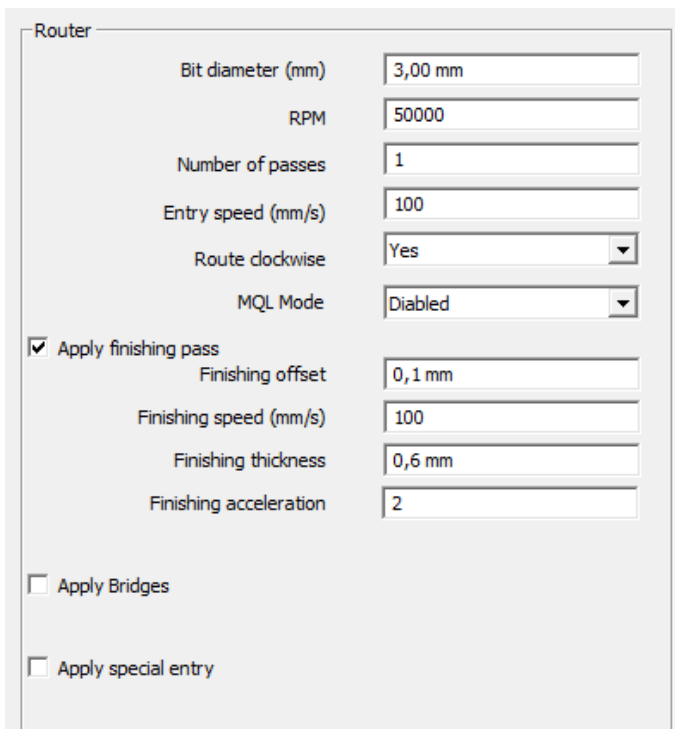 Router
Bit diameter (mm) 3,00 mm
RPM 50000
Number of passes 1
Entry speed (mm/s) 100
Route clockwise Yes
MQL Mode Diabled
Apply finishing pass
Finishing offset 0,1 mm
Finishing speed (mm/s) 100
Finishing thickness 0,6 mm
Finishing acceleration 2
Apply Bridges
Apply special entry